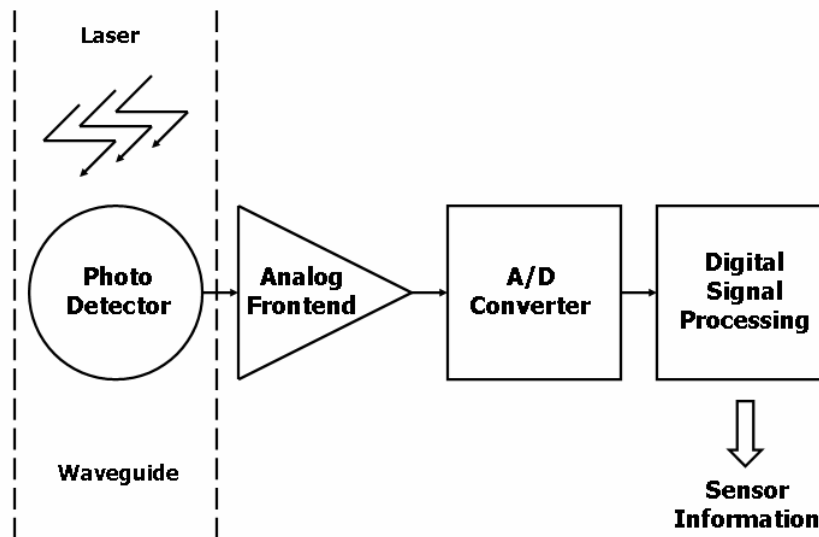 Laser
Photo
Detector
Analog
Frontend
A/D
Converter
Digital
Signal
Processing
Waveguide
Sensor
Information